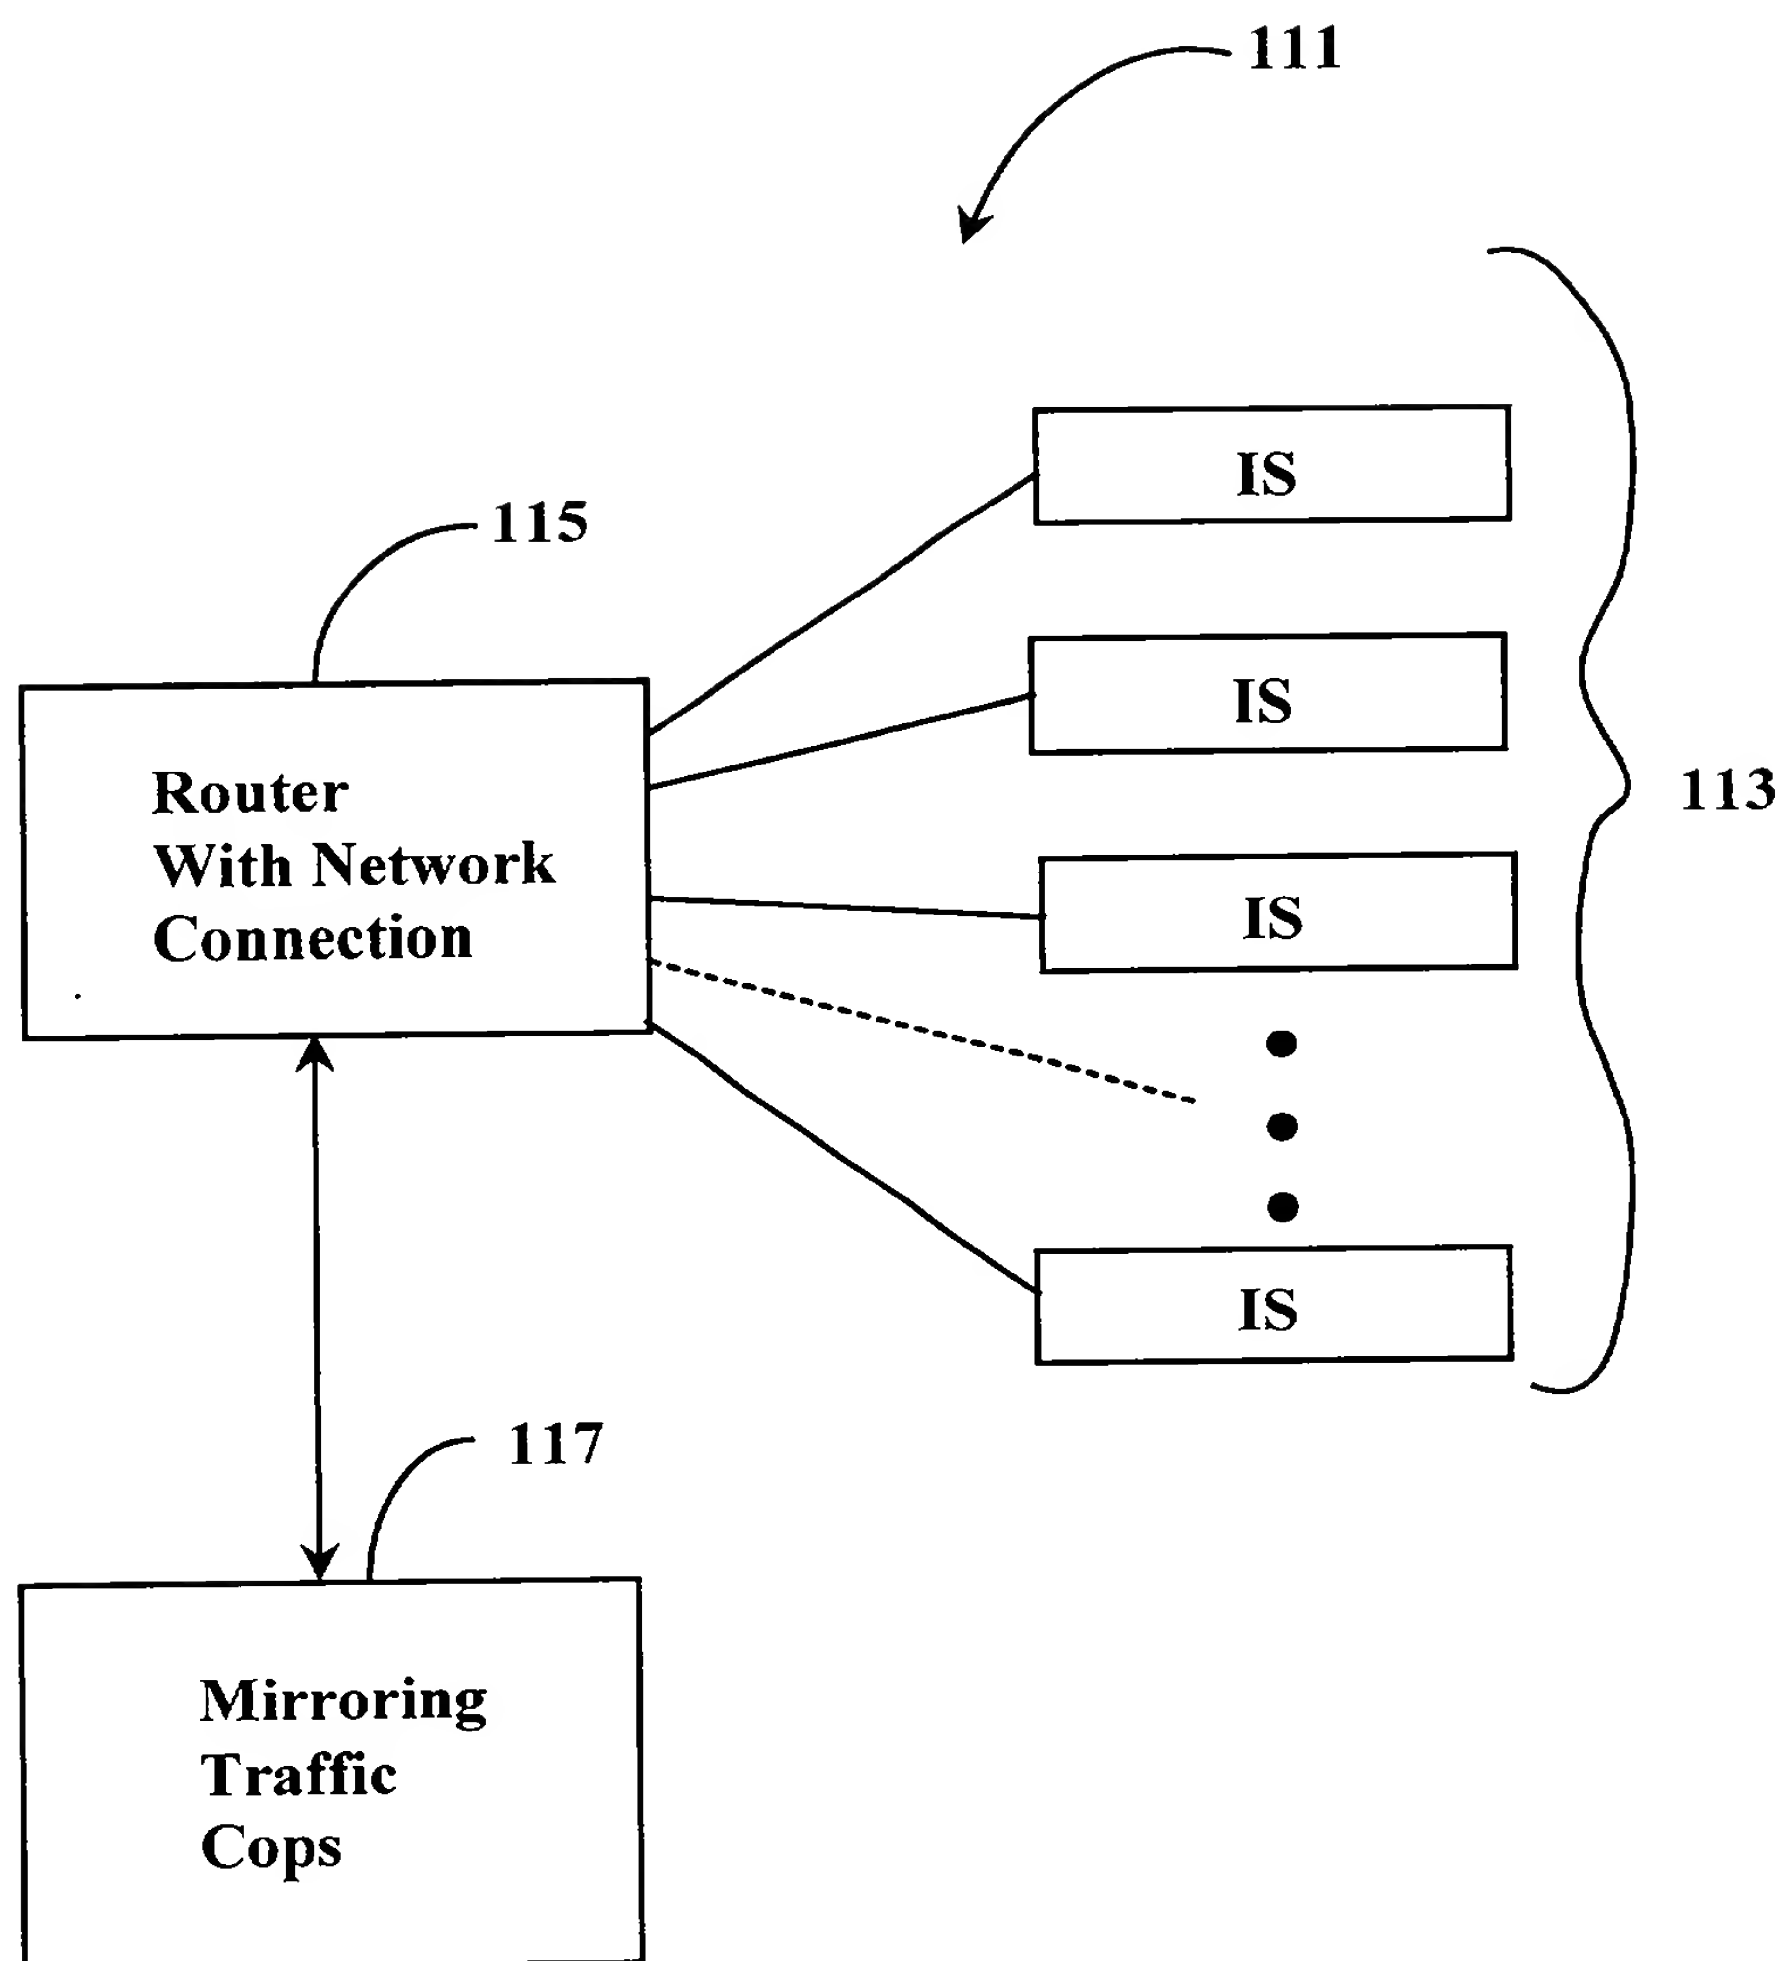 111
IS
115
IS
Router
With Network
Connection
113
IS
IS
117
Mirroring
Traffic
Cops